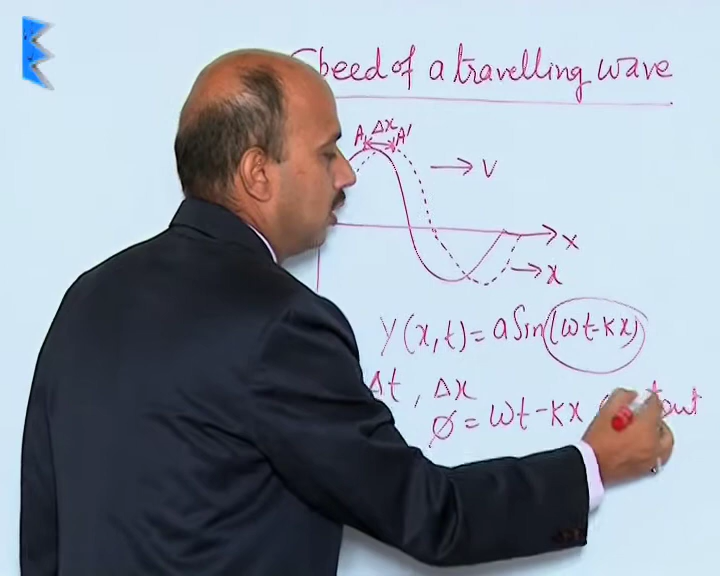 Speed of a travelling wave
A Δx A'
→ V
x
→ x
Y(x,t) = a Sin(ωt-kx)
Δt , Δx
φ = ωt - kx